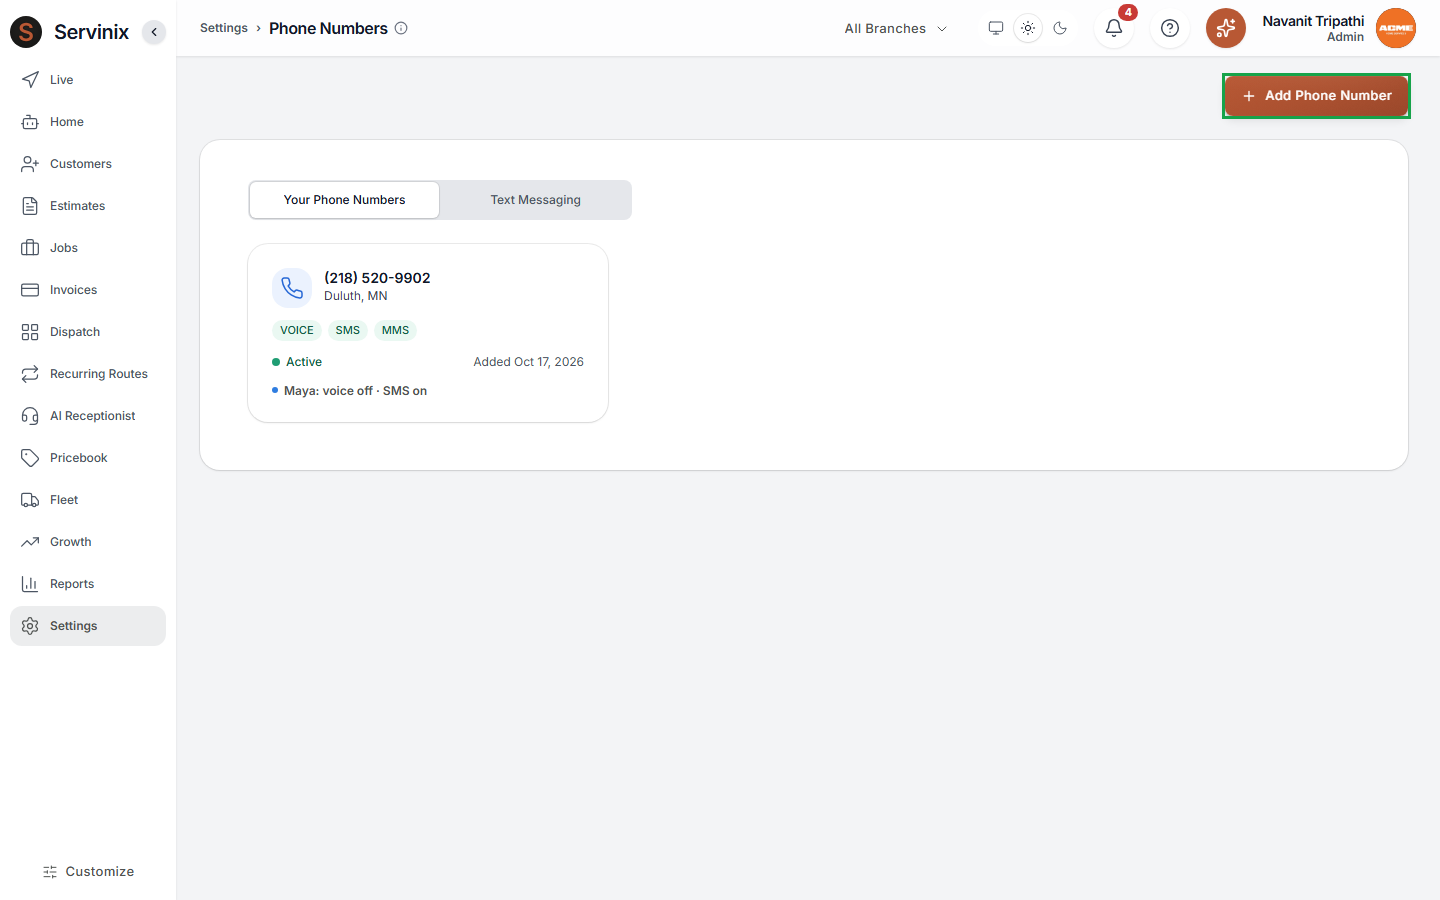 S Servinix
Settings › Phone Numbers
All Branches
4
Navanit Tripathi
Admin
ACME
Live
Home
Customers
Estimates
Jobs
Invoices
Dispatch
Recurring Routes
AI Receptionist
Pricebook
Fleet
Growth
Reports
Settings
Customize
+ Add Phone Number
Your Phone Numbers
Text Messaging
(218) 520-9902
Duluth, MN
VOICE SMS MMS
Active
Added Oct 17, 2026
Maya: voice off · SMS on